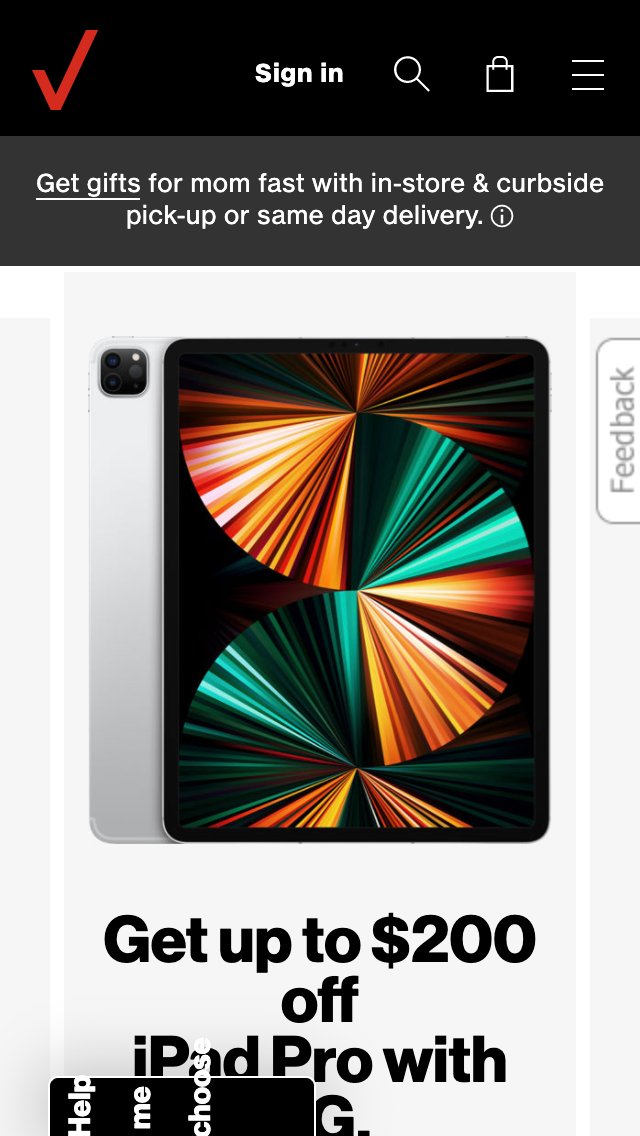 Sign in
Get gifts for mom fast with in-store & curbside
pick-up or same day delivery.
Feedback
Get up to $200
off
iPad Pro with
G.
Help
me
choose